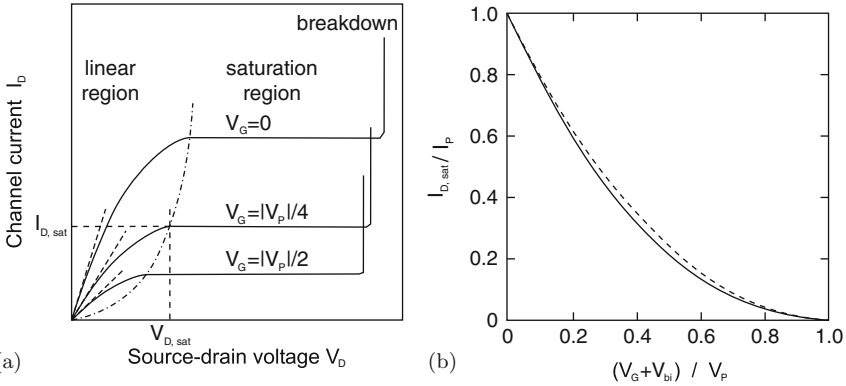 breakdown
linear
region
saturation
region
V_G=0
V_G=|V_P|/4
V_G=|V_P|/2
Channel current I_D
I_D, sat
V_D, sat
Source-drain voltage V_D
(a)
1.0
0.8
0.6
0.4
0.2
0
I_D, sat / I_P
0
0.2
0.4
0.6
0.8
1.0
(V_G+V_bi) / V_P
(b)